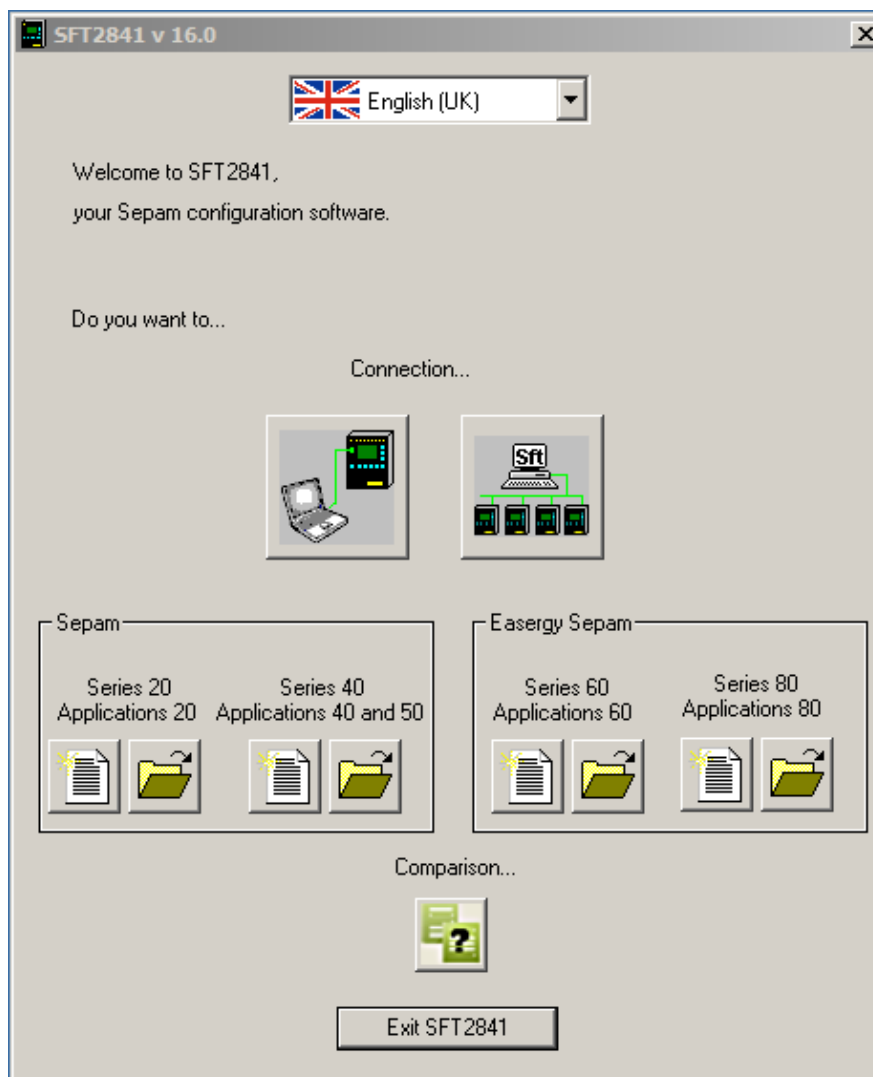 SFT2841 v 16.0
English (UK)
Welcome to SFT2841,
your Sepam configuration software.
Do you want to...
Connection...
Sft
Sepam
Series 20
Applications 20
Series 40
Applications 40 and 50
Easergy Sepam
Series 60
Applications 60
Series 80
Applications 80
Comparison...
?
Exit SFT2841